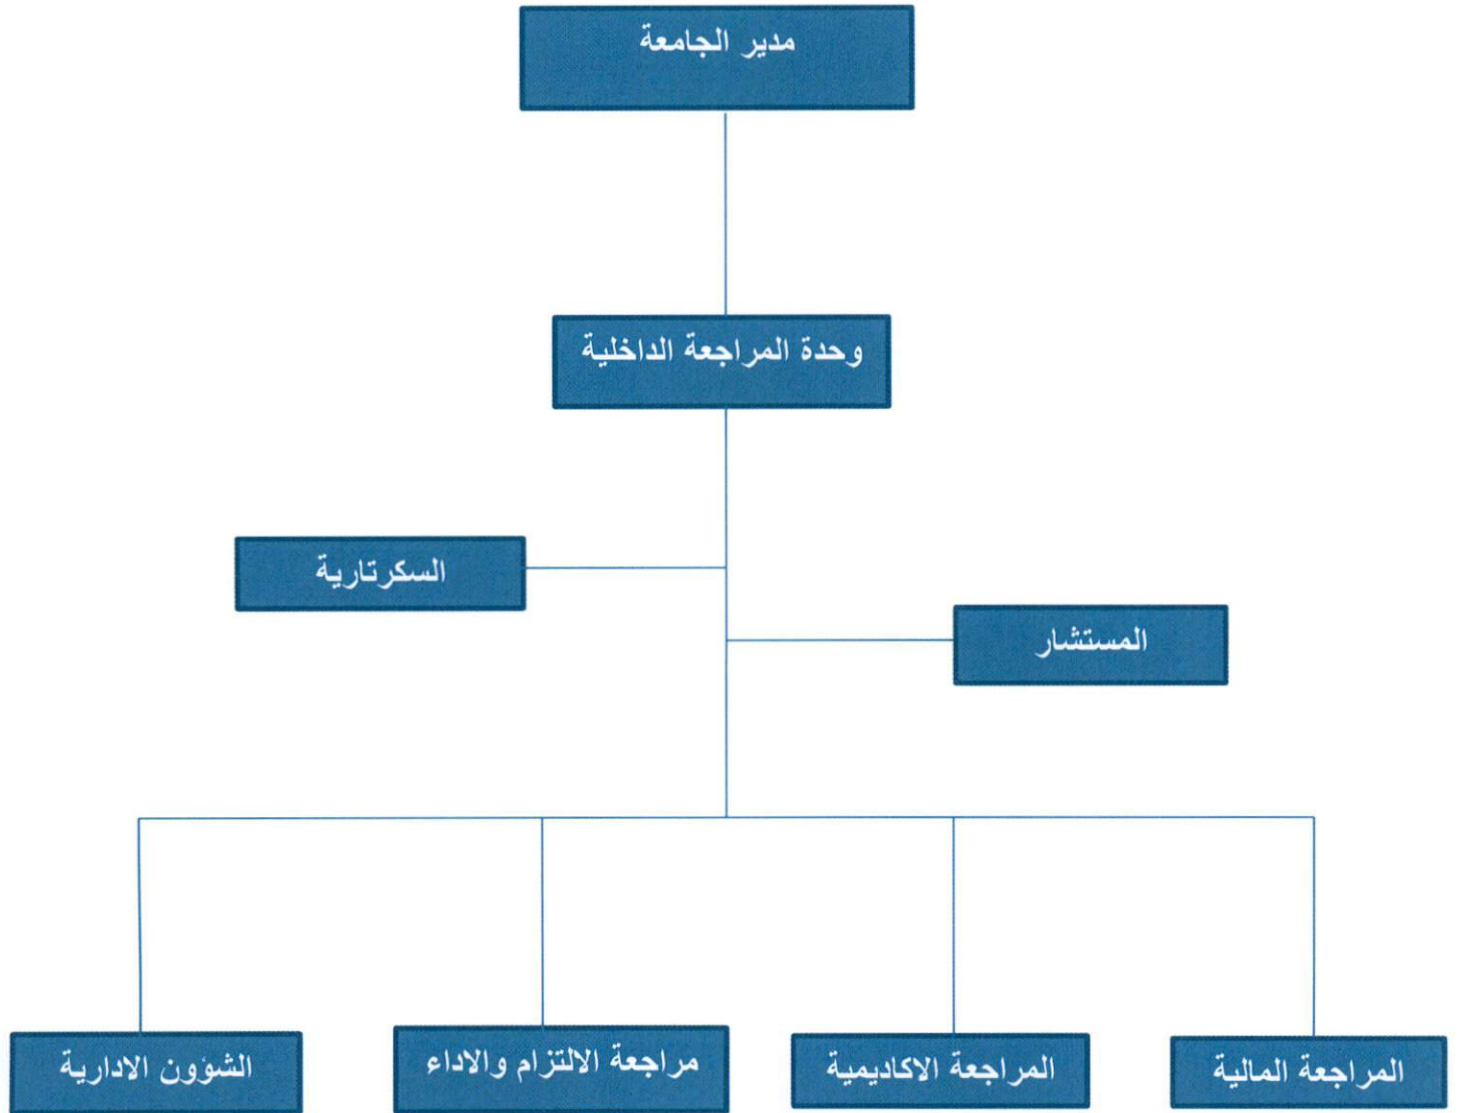 مدير الجامعة
وحدة المراجعة الداخلية
السكرتارية
المستشار
المراجعة المالية
المراجعة الاكاديمية
مراجعة الالتزام والاداء
الشؤون الادارية